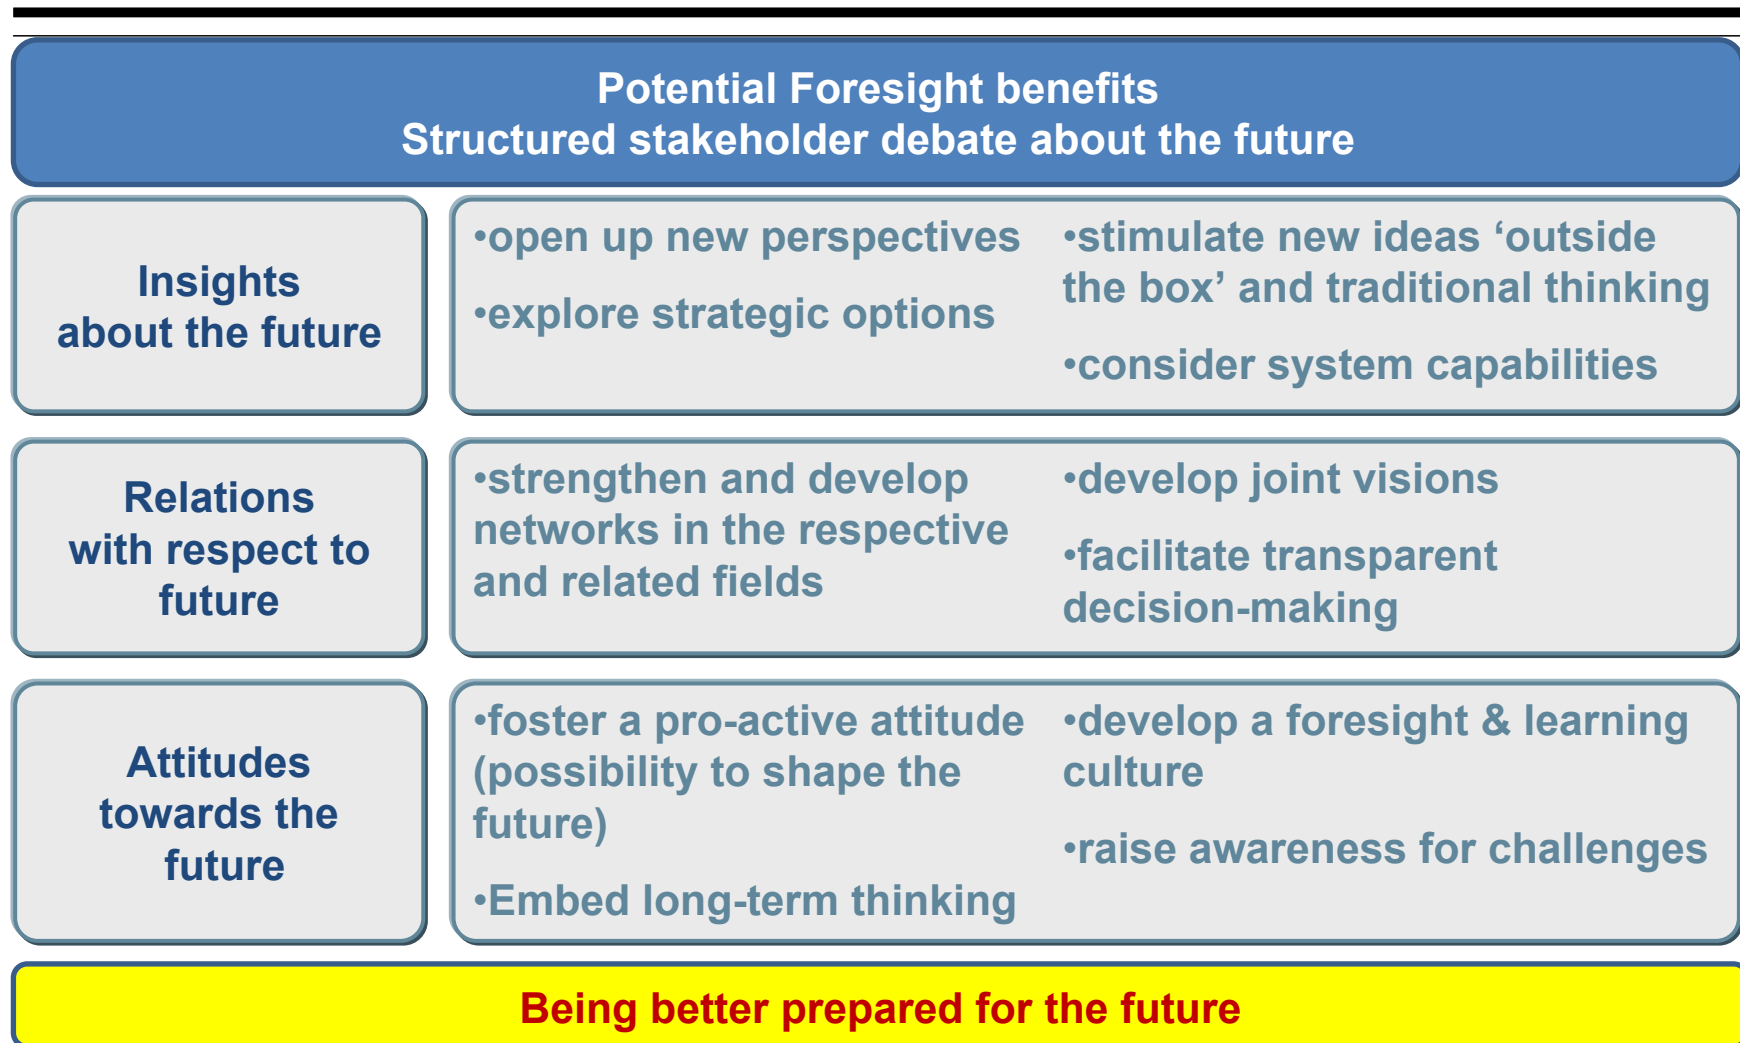 Potential Foresight benefits
Structured stakeholder debate about the future
Insights
about the future
•open up new perspectives
•explore strategic options
•stimulate new ideas ‘outside
the box’ and traditional thinking
•consider system capabilities
Relations
with respect to
future
•strengthen and develop
networks in the respective
and related fields
•develop joint visions
•facilitate transparent
decision-making
Attitudes
towards the
future
•foster a pro-active attitude
(possibility to shape the
future)
•Embed long-term thinking
•develop a foresight & learning
culture
•raise awareness for challenges
Being better prepared for the future